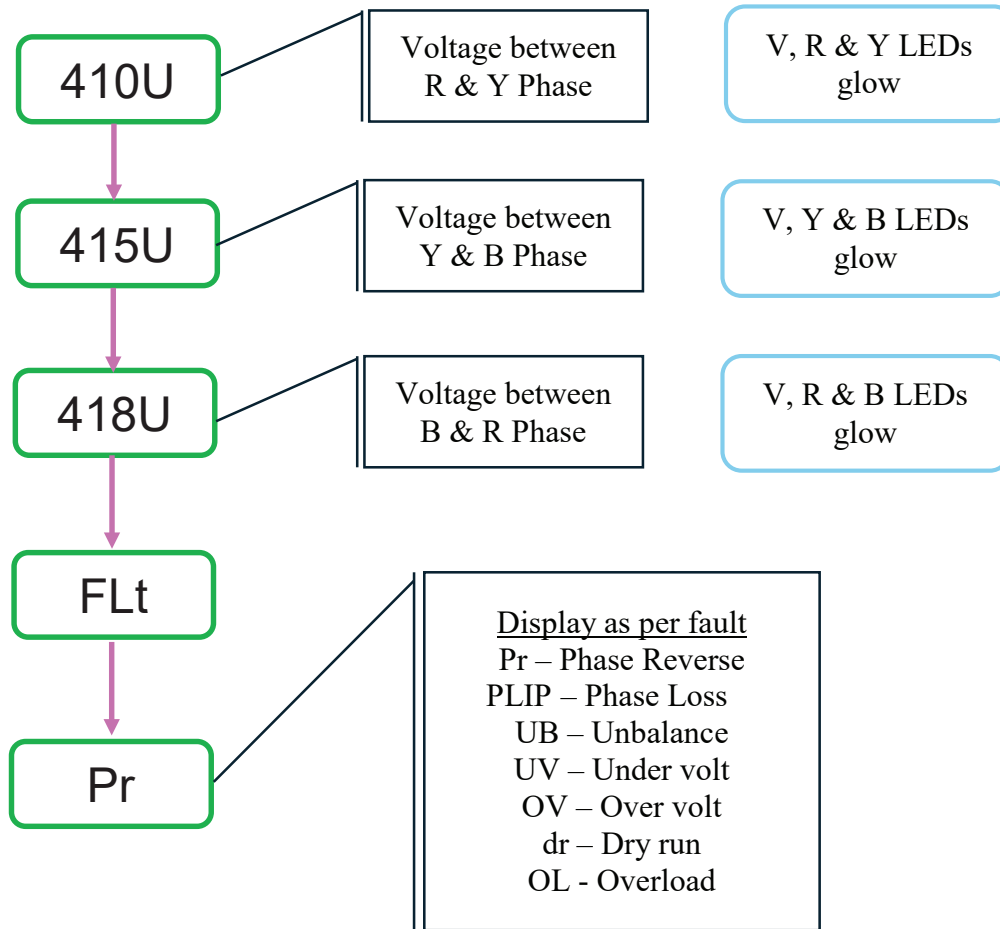 410U
Voltage between
R & Y Phase
V, R & Y LEDs
glow
415U
Voltage between
Y & B Phase
V, Y & B LEDs
glow
418U
Voltage between
B & R Phase
V, R & B LEDs
glow
FLt
Pr
Display as per fault
Pr – Phase Reverse
PLIP – Phase Loss
UB – Unbalance
UV – Under volt
OV – Over volt
dr – Dry run
OL - Overload